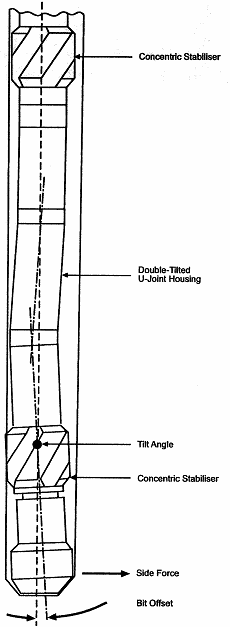 Concentric Stabiliser
Double-Tilted
U-Joint Housing
Tilt Angle
Concentric Stabiliser
Side Force
Bit Offset